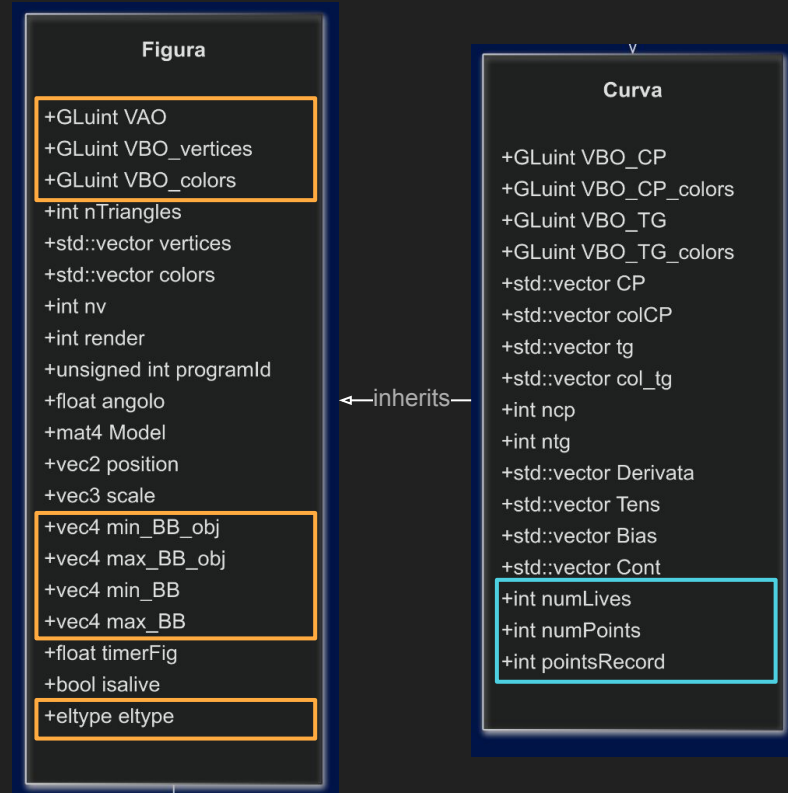 Figura
+GLuint VAO
+GLuint VBO_vertices
+GLuint VBO_colors
+int nTriangles
+std::vector vertices
+std::vector colors
+int nv
+int render
+unsigned int programId
+float angolo
+mat4 Model
+vec2 position
+vec3 scale
+vec4 min_BB_obj
+vec4 max_BB_obj
+vec4 min_BB
+vec4 max_BB
+float timerFig
+bool isalive
+eltype eltype
inherits
Curva
+GLuint VBO_CP
+GLuint VBO_CP_colors
+GLuint VBO_TG
+GLuint VBO_TG_colors
+std::vector CP
+std::vector colCP
+std::vector tg
+std::vector col_tg
+int ncp
+int ntg
+std::vector Derivata
+std::vector Tens
+std::vector Bias
+std::vector Cont
+int numLives
+int numPoints
+int pointsRecord